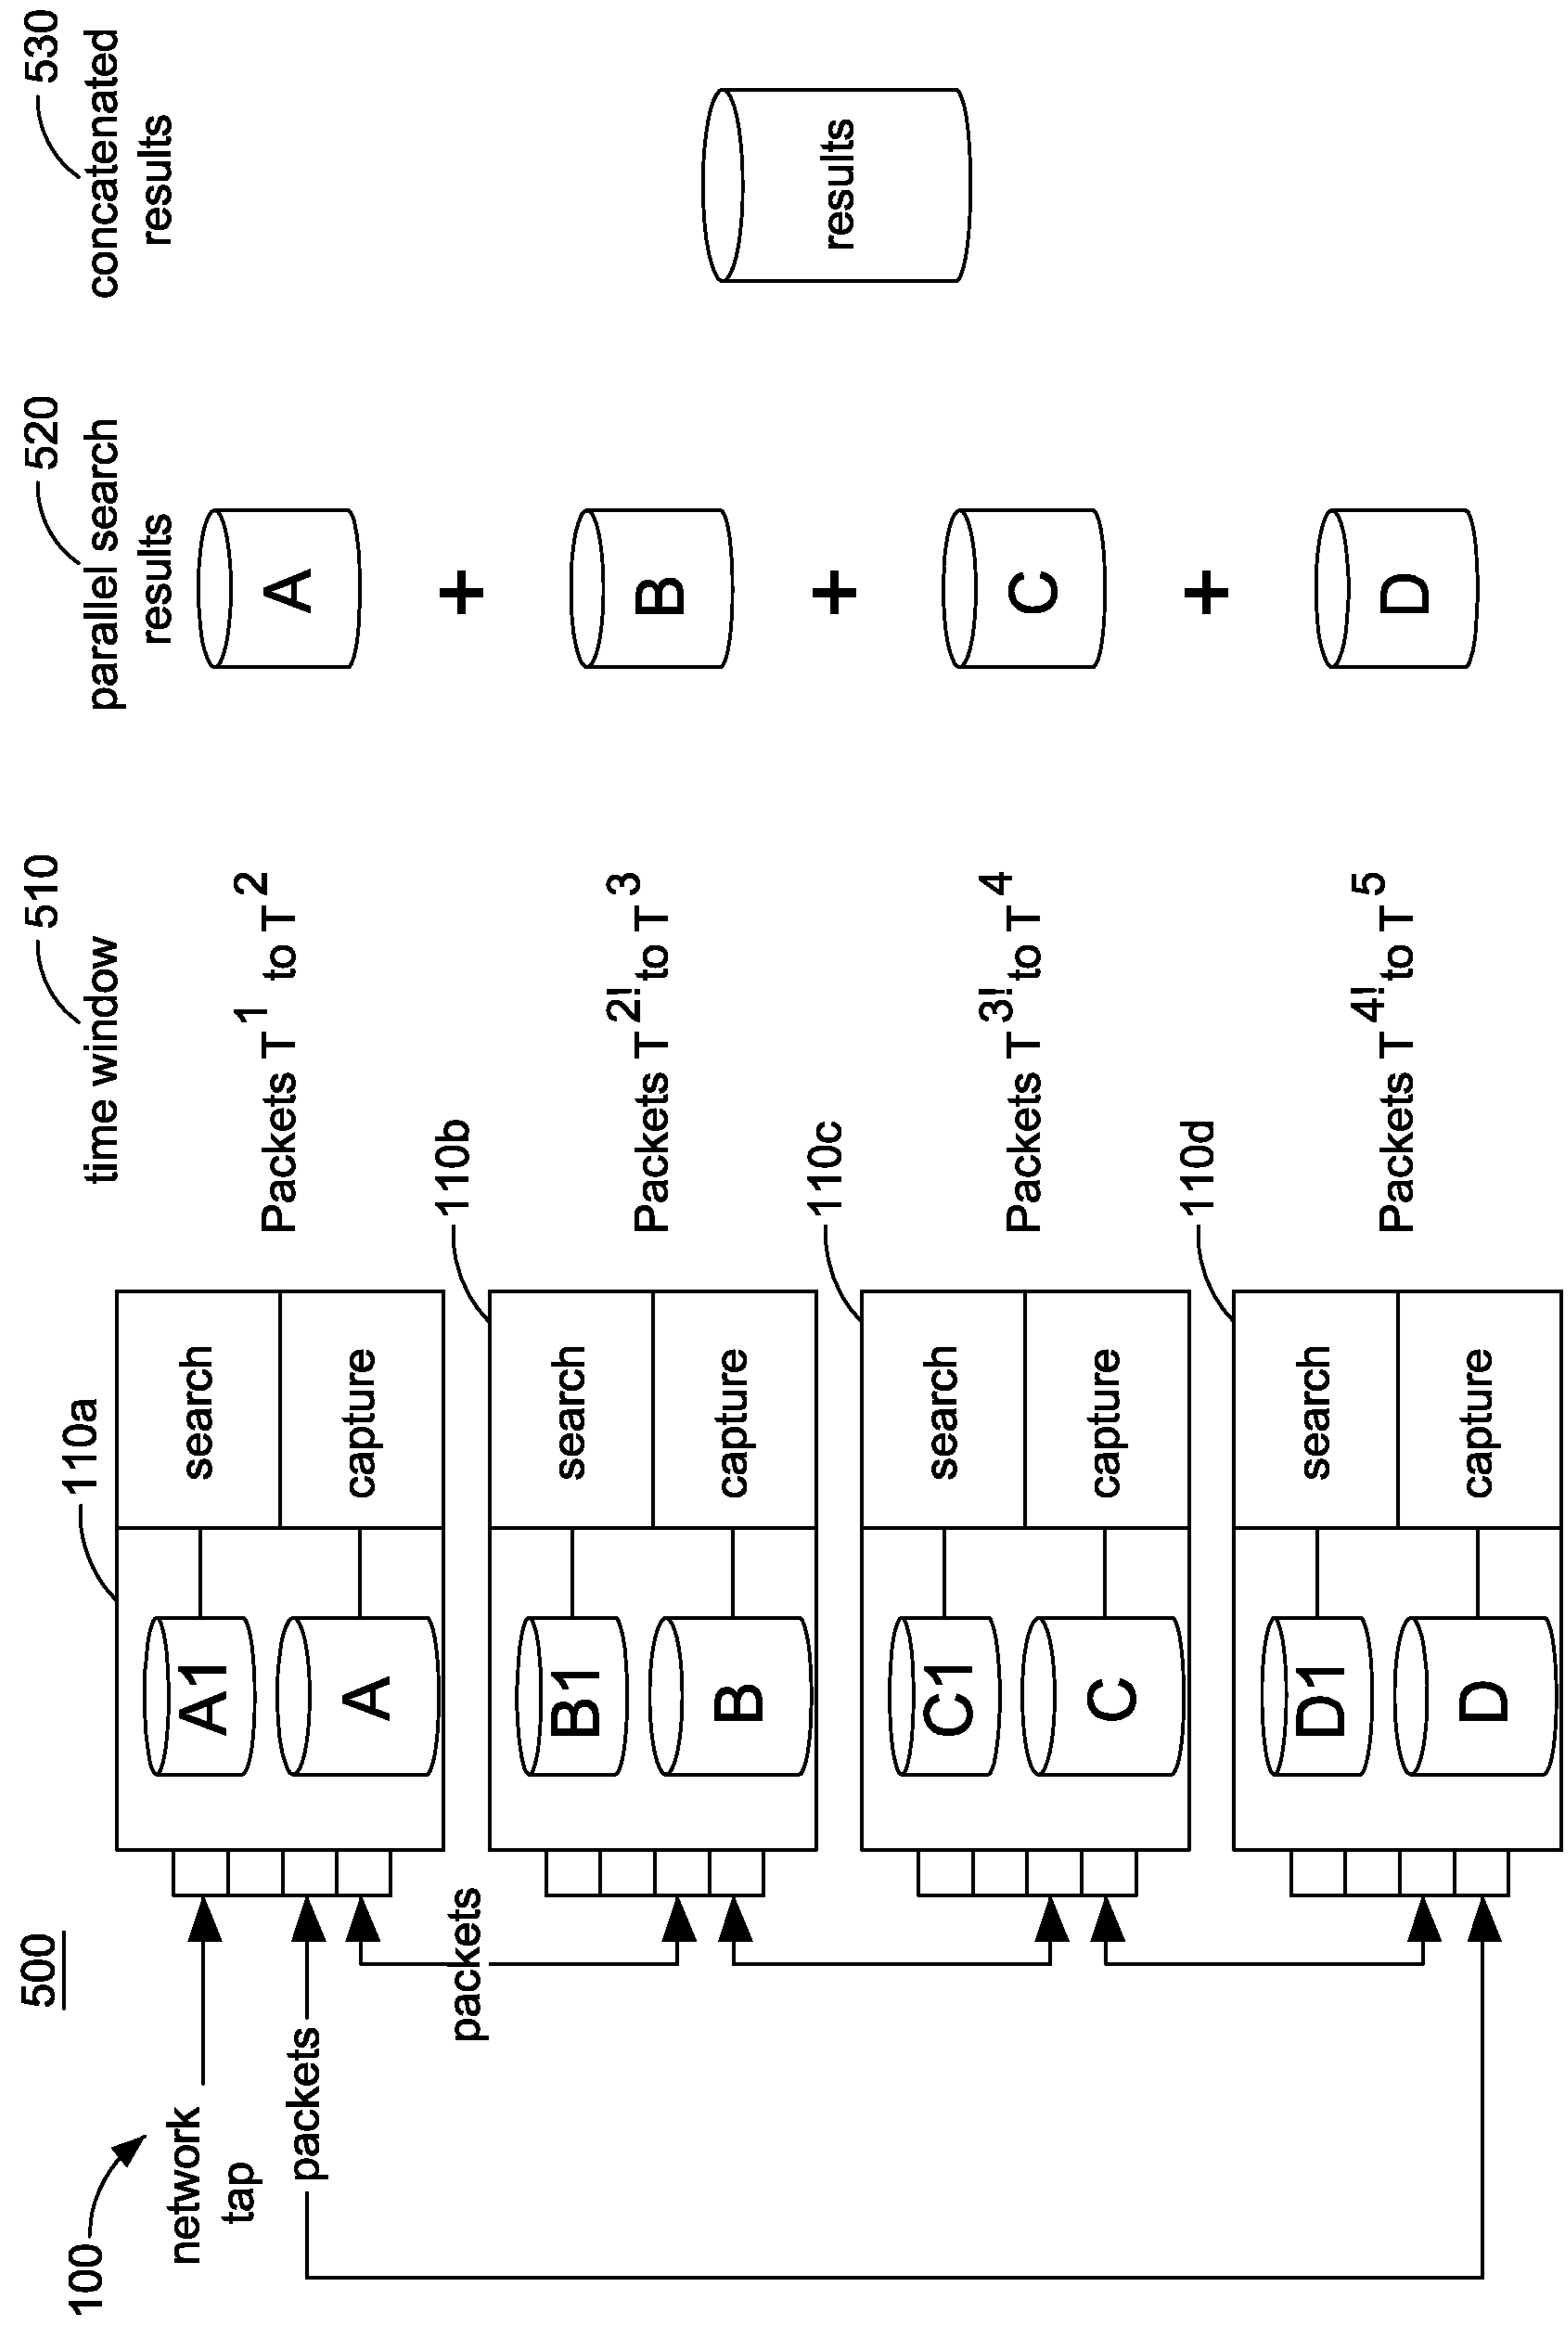 500
100
network
tap
packets
packets
110a
A1
search
A
capture
110b
B1
search
B
capture
110c
C1
search
C
capture
110d
D1
search
D
capture
510
time window
Packets T¹ to T²
Packets T²! to T³
Packets T³! to T⁴
Packets T⁴! to T⁵
520
parallel search
results
A
+
B
+
C
+
D
530
concatenated
results
results